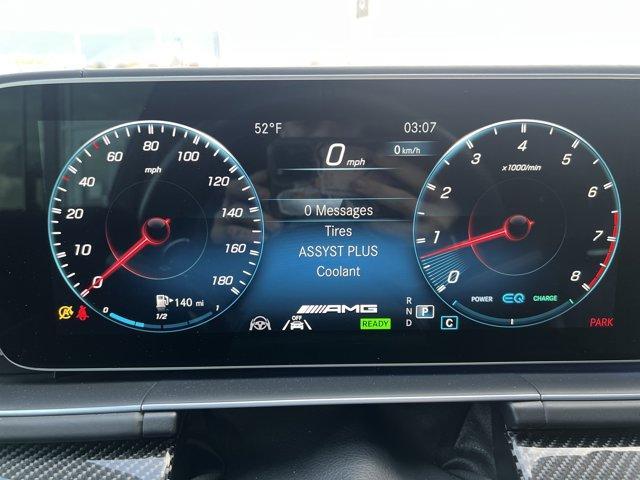 52°F
03:07
0 mph
0 km/h
0 10 20 40 60 80 100 120 140 160 180
mph
0 1 2 3 4 5 6 7 8
x1000/min
0 Messages
Tires
ASSYST PLUS
Coolant
140 mi
0 1/2 1
AMG
OFF
READY
R
N P
D
C
POWER EQ CHARGE
PARK